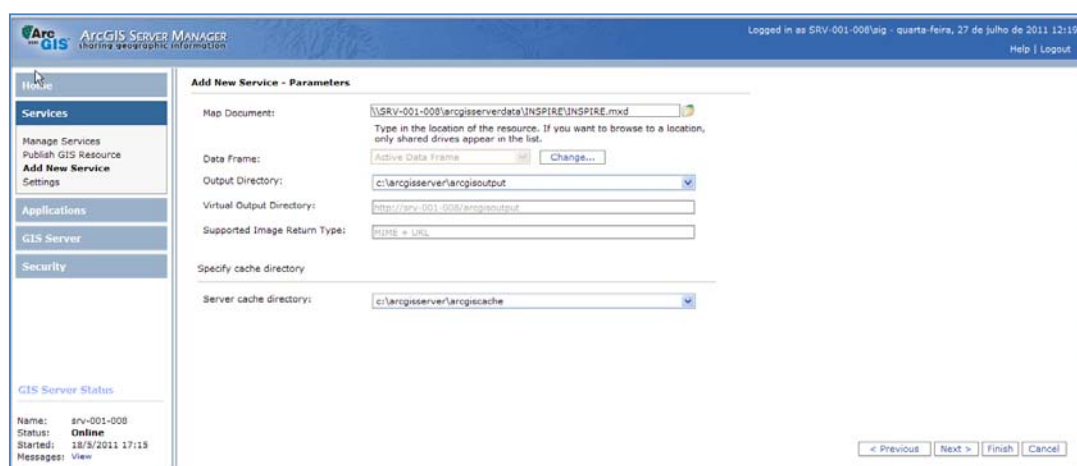 ArcGIS ArcGIS Server Manager
sharing geographic information
Logged in as SRV-001-008\sig - quarta-feira, 27 de julho de 2011 12:19
Help | Logout
Home
Services
Manage Services
Publish GIS Resource
Add New Service
Settings
Applications
GIS Server
Security
GIS Server Status
Name: srv-001-008
Status: Online
Started: 18/5/2011 17:15
Messages: View
Add New Service - Parameters
Map Document: \\SRV-001-008\arcgisserverdata\INSPIRE\INSPIRE.mxd
Type in the location of the resource. If you want to browse to a location,
only shared drives appear in the list.
Data Frame: Active Data Frame Change...
Output Directory: c:\arcgisserver\arcgisoutput
Virtual Output Directory: http://srv-001-008/arcgisoutput
Supported Image Return Type: MIME + URL
Specify cache directory
Server cache directory: c:\arcgisserver\arcgiscache
< Previous Next > Finish Cancel